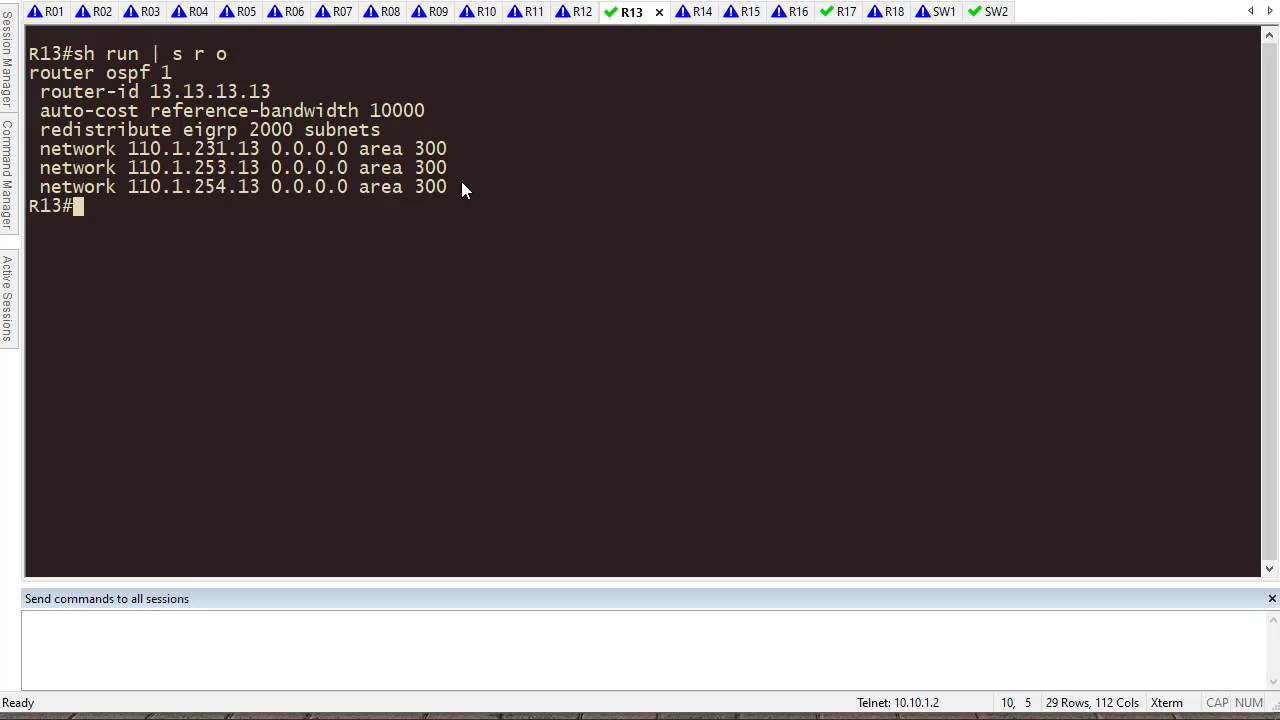 R01 R02 R03 R04 R05 R06 R07 R08 R09 R10 R11 R12 R13 × R14 R15 R16 R17 R18 SW1 SW2
Session Manager
Command Manager
Active Sessions
R13#sh run | s r o
router ospf 1
router-id 13.13.13.13
auto-cost reference-bandwidth 10000
redistribute eigrp 2000 subnets
network 110.1.231.13 0.0.0.0 area 300
network 110.1.253.13 0.0.0.0 area 300
network 110.1.254.13 0.0.0.0 area 300
R13#
Send commands to all sessions ×
Ready Telnet: 10.10.1.2 10, 5 29 Rows, 112 Cols Xterm CAP NUM